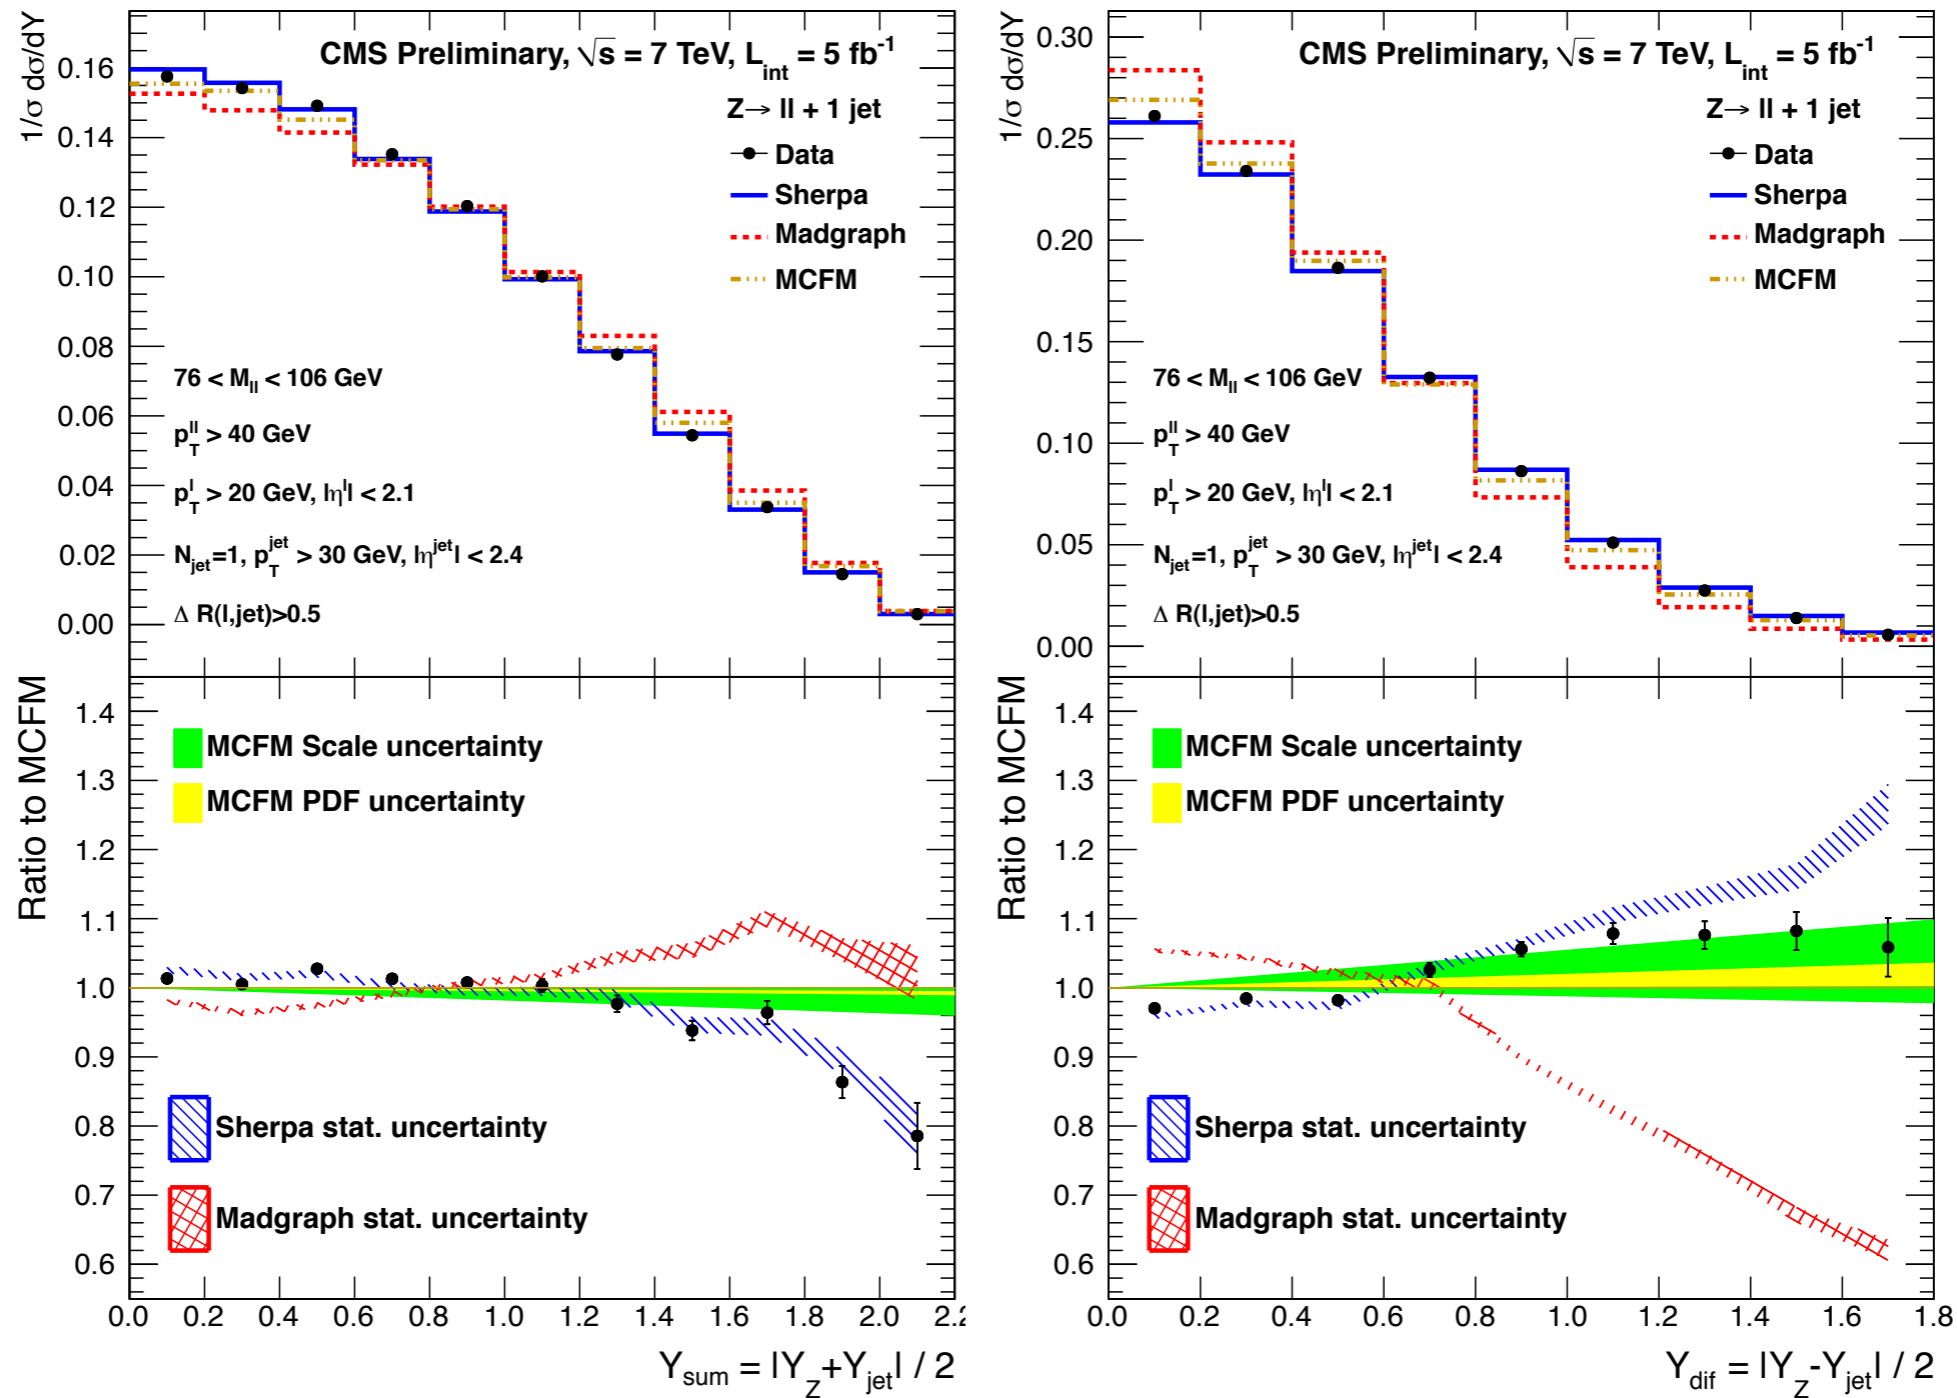 CMS Preliminary, √s = 7 TeV, L_int = 5 fb⁻¹
Z→ ll + 1 jet
Data
Sherpa
Madgraph
MCFM
1/σ dσ/dY
0.16
0.14
0.12
0.10
0.08
0.06
0.04
0.02
0.00
76 < M_ll < 106 GeV
p_T^ll > 40 GeV
p_T^l > 20 GeV, |η^l| < 2.1
N_jet=1, p_T^jet > 30 GeV, |η^jet| < 2.4
Δ R(l,jet)>0.5
Ratio to MCFM
1.4
1.3
1.2
1.1
1.0
0.9
0.8
0.7
0.6
MCFM Scale uncertainty
MCFM PDF uncertainty
Sherpa stat. uncertainty
Madgraph stat. uncertainty
0.0 0.2 0.4 0.6 0.8 1.0 1.2 1.4 1.6 1.8 2.0 2.2
Y_sum = |Y_Z+Y_jet| / 2
CMS Preliminary, √s = 7 TeV, L_int = 5 fb⁻¹
Z→ ll + 1 jet
Data
Sherpa
Madgraph
MCFM
1/σ dσ/dY
0.30
0.25
0.20
0.15
0.10
0.05
0.00
76 < M_ll < 106 GeV
p_T^ll > 40 GeV
p_T^l > 20 GeV, |η^l| < 2.1
N_jet=1, p_T^jet > 30 GeV, |η^jet| < 2.4
Δ R(l,jet)>0.5
Ratio to MCFM
1.4
1.3
1.2
1.1
1.0
0.9
0.8
0.7
0.6
MCFM Scale uncertainty
MCFM PDF uncertainty
Sherpa stat. uncertainty
Madgraph stat. uncertainty
0.0 0.2 0.4 0.6 0.8 1.0 1.2 1.4 1.6 1.8
Y_dif = |Y_Z-Y_jet| / 2